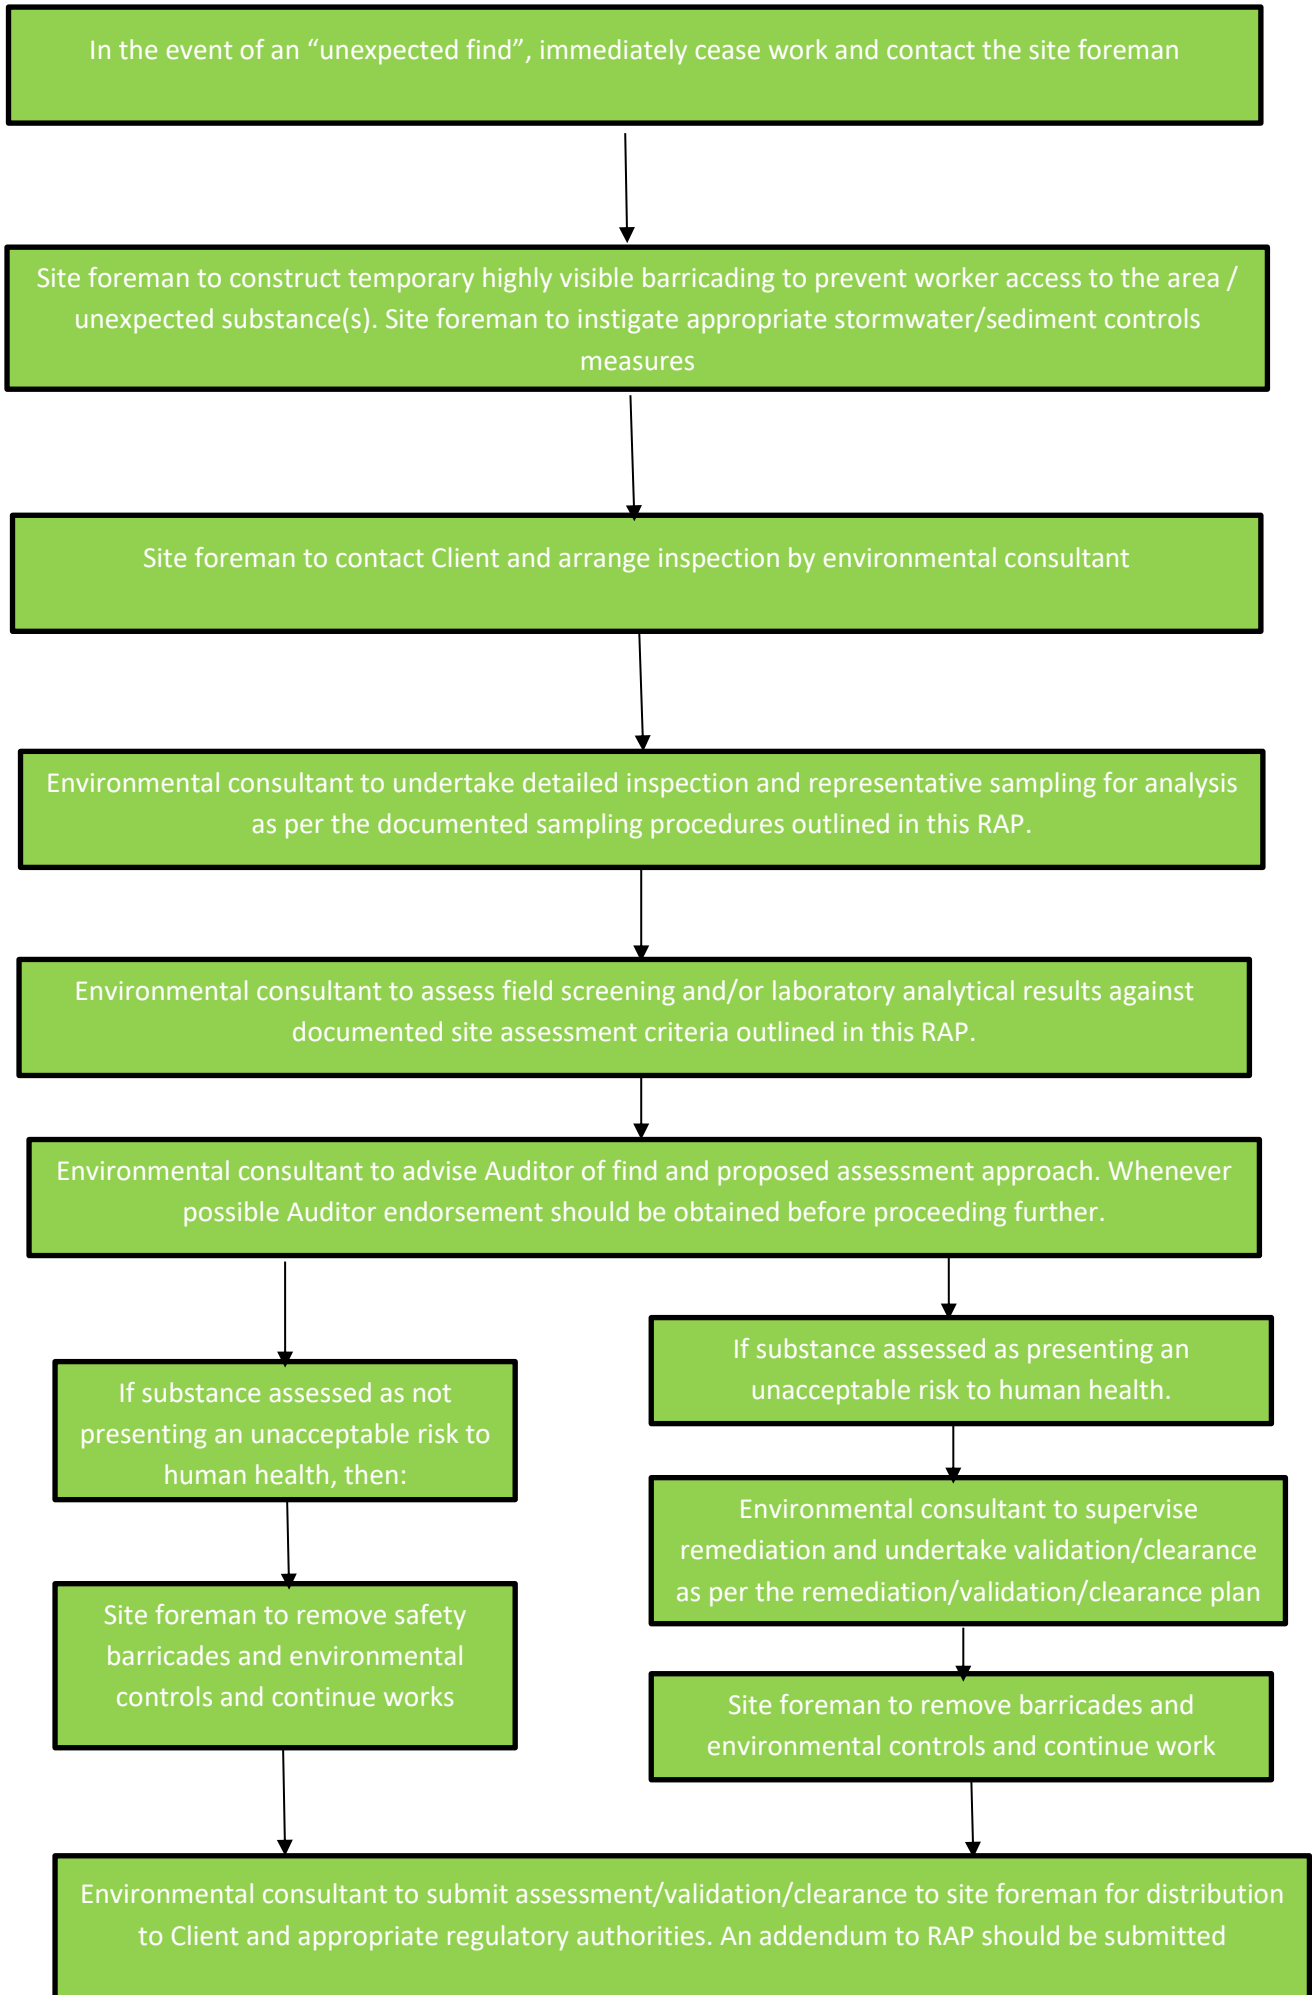 In the event of an “unexpected find”, immediately cease work and contact the site foreman
Site foreman to construct temporary highly visible barricading to prevent worker access to the area /
unexpected substance(s). Site foreman to instigate appropriate stormwater/sediment controls
measures
Site foreman to contact Client and arrange inspection by environmental consultant
Environmental consultant to undertake detailed inspection and representative sampling for analysis
as per the documented sampling procedures outlined in this RAP.
Environmental consultant to assess field screening and/or laboratory analytical results against
documented site assessment criteria outlined in this RAP.
Environmental consultant to advise Auditor of find and proposed assessment approach. Whenever
possible Auditor endorsement should be obtained before proceeding further.
If substance assessed as not
presenting an unacceptable risk to
human health, then:
Site foreman to remove safety
barricades and environmental
controls and continue works
If substance assessed as presenting an
unacceptable risk to human health.
Environmental consultant to supervise
remediation and undertake validation/clearance
as per the remediation/validation/clearance plan
Site foreman to remove barricades and
environmental controls and continue work
Environmental consultant to submit assessment/validation/clearance to site foreman for distribution
to Client and appropriate regulatory authorities. An addendum to RAP should be submitted